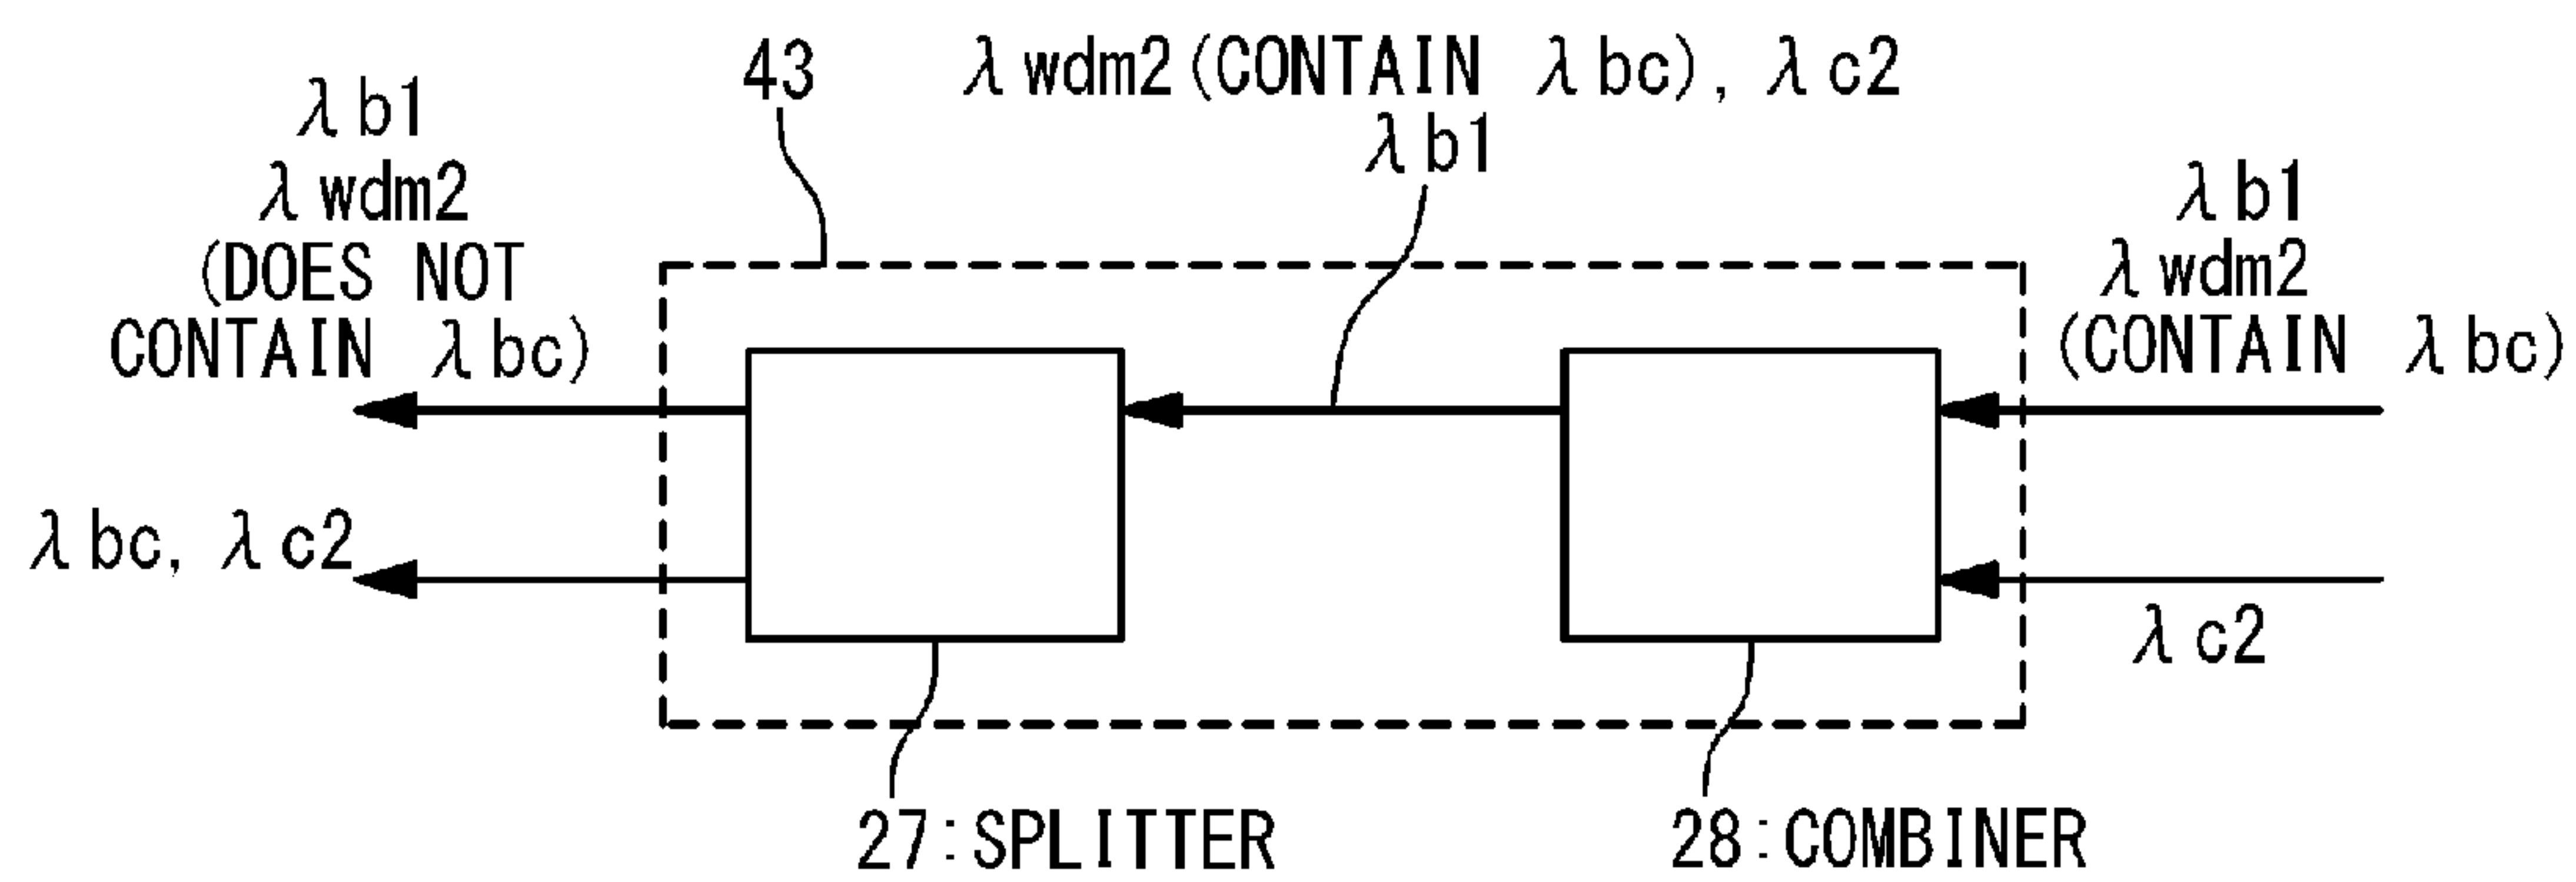 43
λwdm2(CONTAIN λbc), λc2
λb1
λb1
λwdm2
(DOES NOT
CONTAIN λbc)
λb1
λwdm2
(CONTAIN λbc)
λbc, λc2
λc2
27:SPLITTER
28:COMBINER